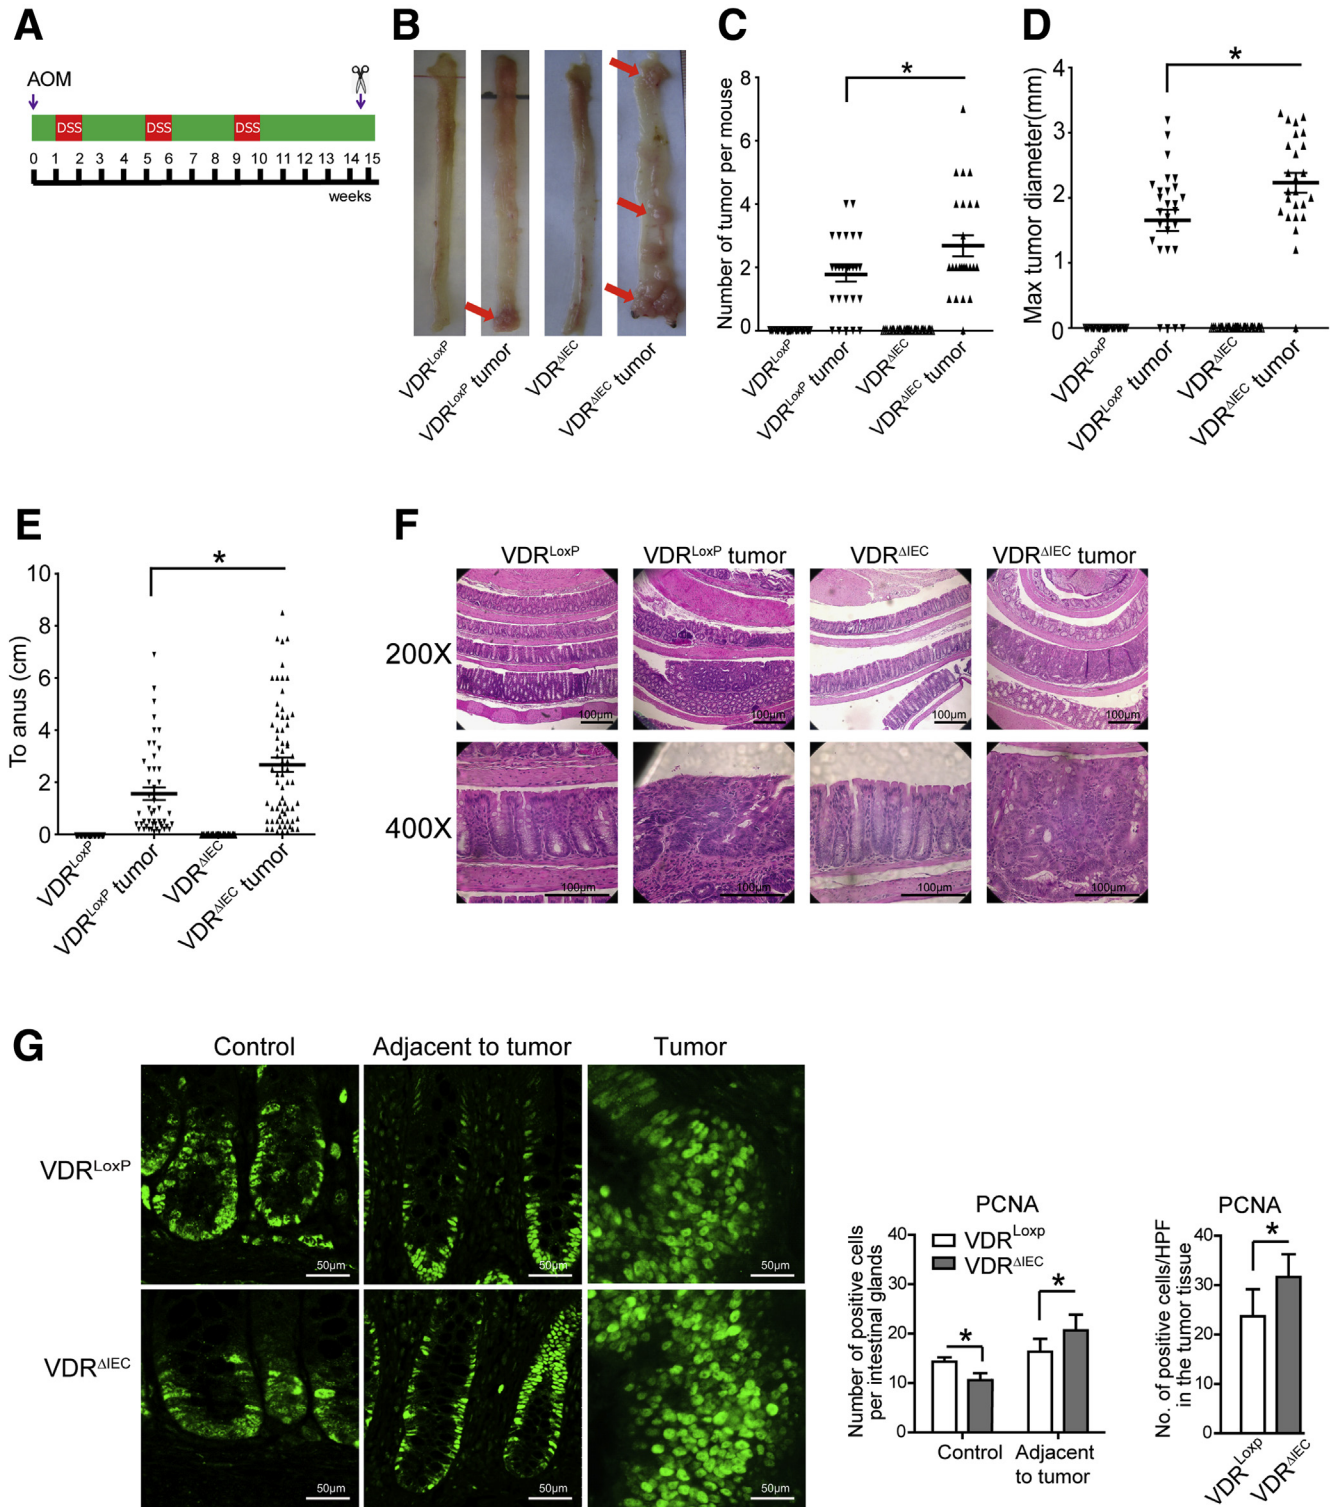 A
AOM
DSS DSS DSS
0 1 2 3 4 5 6 7 8 9 10 11 12 13 14 15
weeks
B
VDR^LoxP
VDR^LoxP tumor
VDR^ΔIEC
VDR^ΔIEC tumor
C
*
Number of tumor per mouse
8
6
4
2
0
VDR^LoxP
VDR^LoxP tumor
VDR^ΔIEC
VDR^ΔIEC tumor
D
*
Max tumor diameter(mm)
4
3
2
1
0
VDR^LoxP
VDR^LoxP tumor
VDR^ΔIEC
VDR^ΔIEC tumor
E
*
To anus (cm)
10
8
6
4
2
0
VDR^LoxP
VDR^LoxP tumor
VDR^ΔIEC
VDR^ΔIEC tumor
F
VDR^LoxP VDR^LoxP tumor VDR^ΔIEC VDR^ΔIEC tumor
200X
100µm 100µm 100µm 100µm
400X
100µm 100µm 100µm 100µm
G
Control Adjacent to tumor Tumor
VDR^LoxP
50µm 50µm 50µm
VDR^ΔIEC
50µm 50µm 50µm
PCNA
Number of positive cells
per intestinal glands
40
30
20
10
0
VDR^Loxp
VDR^ΔIEC
*
*
Control
Adjacent
to tumor
PCNA
No. of positive cells/HPF
in the tumor tissue
40
30
20
10
0
*
VDR^Loxp
VDR^ΔIEC